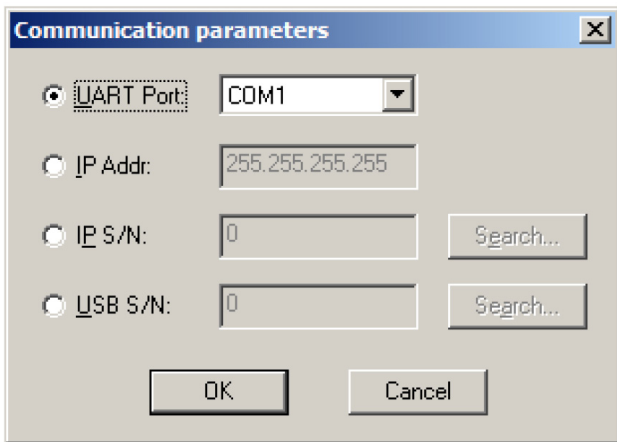 Communication parameters
UART Port: COM1
IP Addr: 255.255.255.255
IP S/N: 0 Search...
USB S/N: 0 Search...
OK Cancel